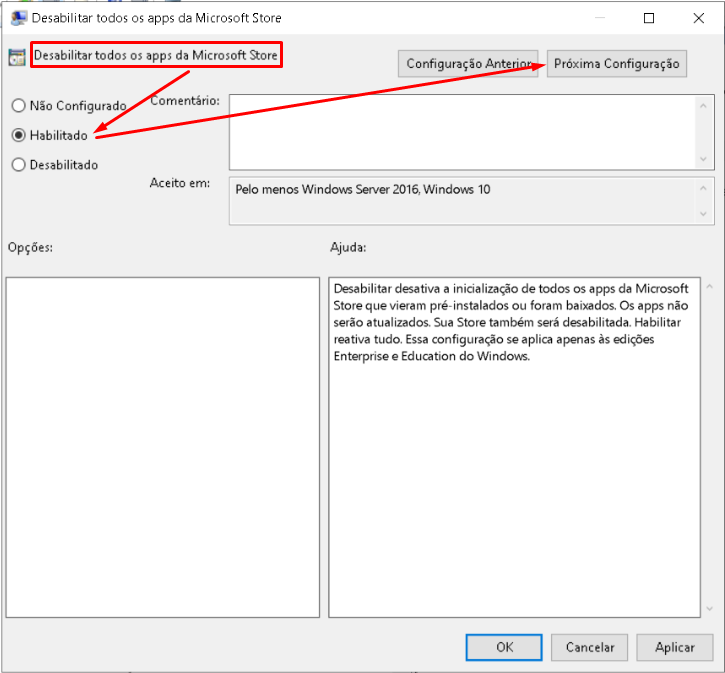 Desabilitar todos os apps da Microsoft Store
Desabilitar todos os apps da Microsoft Store
Configuração Anterior
Próxima Configuração
Não Configurado
Comentário:
Habilitado
Desabilitado
Aceito em:
Pelo menos Windows Server 2016, Windows 10
Opções:
Ajuda:
Desabilitar desativa a inicialização de todos os apps da Microsoft
Store que vieram pré-instalados ou foram baixados. Os apps não
serão atualizados. Sua Store também será desabilitada. Habilitar
reativa tudo. Essa configuração se aplica apenas às edições
Enterprise e Education do Windows.
OK
Cancelar
Aplicar